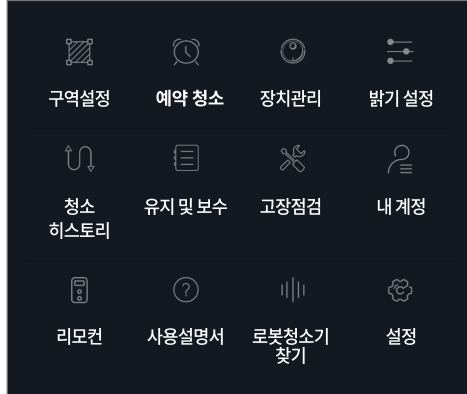 구역설정 예약 청소 장치관리 밝기 설정
청소
히스토리
유지 및 보수 고장점검 내 계정
리모컨 사용설명서 로봇청소기
찾기
설정